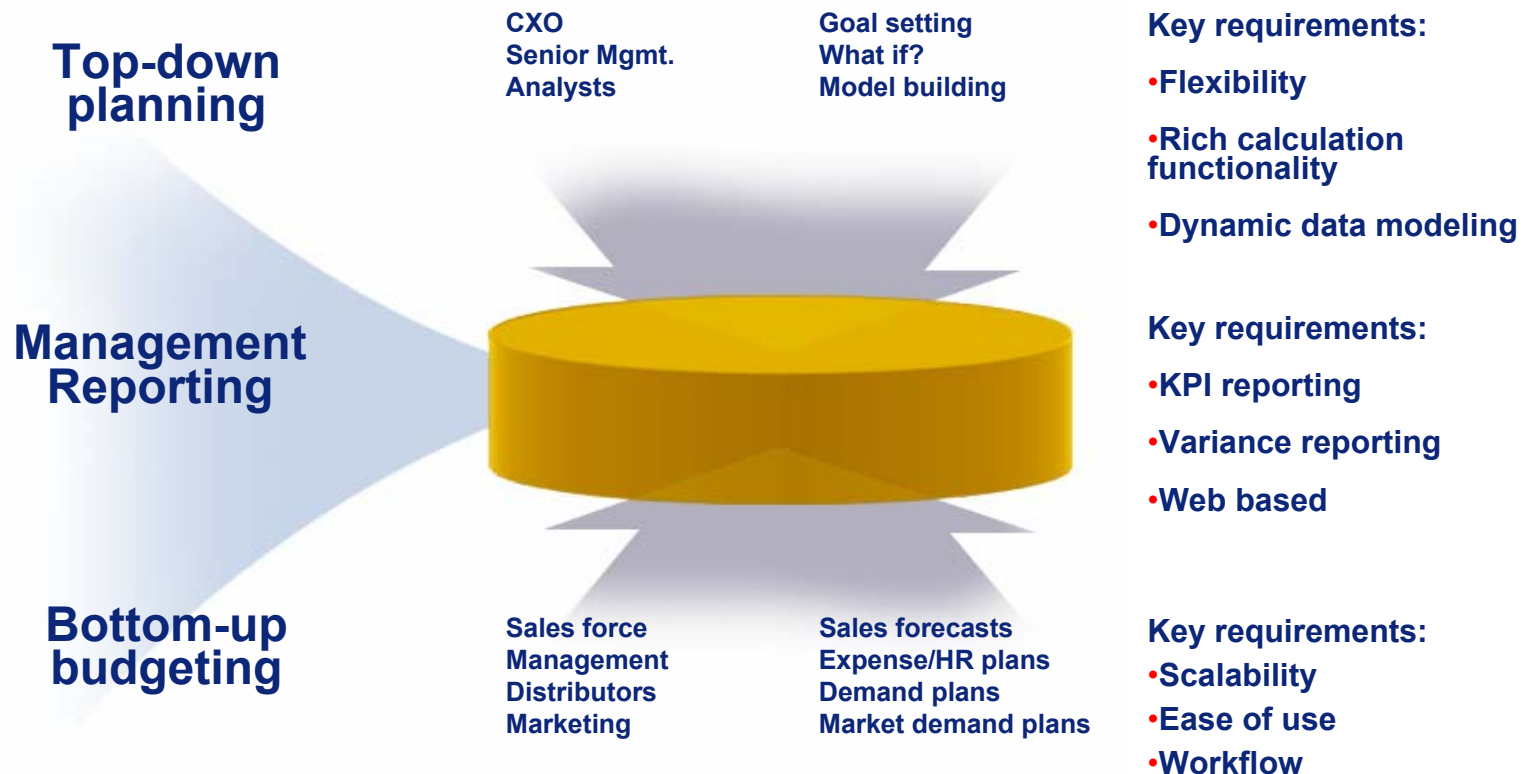 Top-down
planning
CXO
Senior Mgmt.
Analysts
Goal setting
What if?
Model building
Key requirements:
•Flexibility
•Rich calculation
functionality
•Dynamic data modeling
Management
Reporting
Key requirements:
•KPI reporting
•Variance reporting
•Web based
Bottom-up
budgeting
Sales force
Management
Distributors
Marketing
Sales forecasts
Expense/HR plans
Demand plans
Market demand plans
Key requirements:
•Scalability
•Ease of use
•Workflow